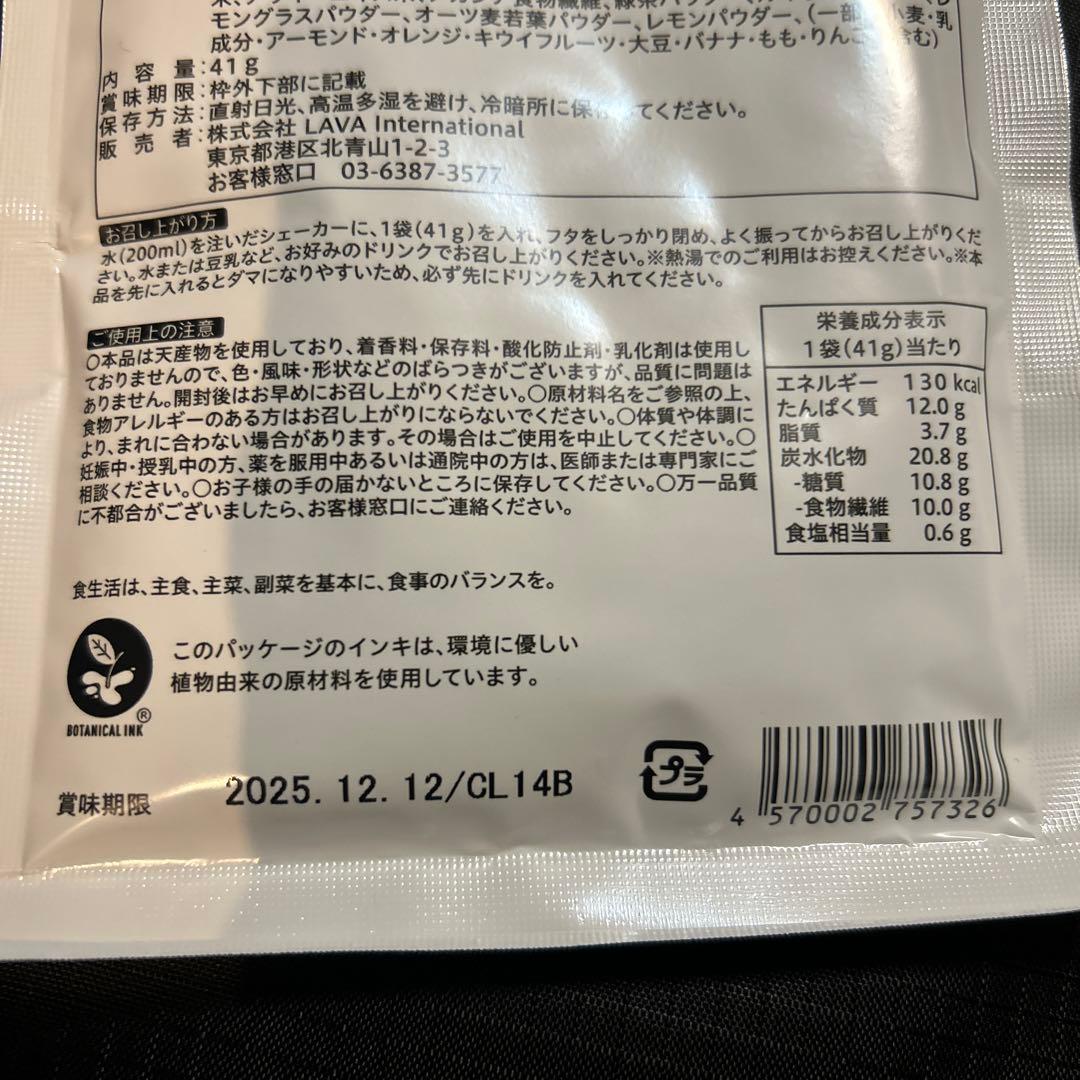 食物繊維、緑茶パウダー、
モングラスパウダー、オーツ麦若葉パウダー、レモンパウダー、(一部 小麦・乳
成分・アーモンド・オレンジ・キウイフルーツ・大豆・バナナ・もも・りんご 含む)
内容量:41g
賞味期限:枠外下部に記載
保存方法:直射日光、高温多湿を避け、冷暗所に保 てください。
販売者:株式会社 LAVA International
東京都港区北青山1-2-3
お客様窓口 03-6387-3577
お召し上がり方
水(200ml)を注いだシェーカーに、1袋(41g)を入れ、フタをしっかり閉め、よく振ってからお召し上がりくだ
さい。水または豆乳など、お好みのドリンクでお召し上がりください。※熱湯でのご利用はお控えください。※本
品を先に入れるとダマになりやすいため、必ず先にドリンクを入れてください。
ご使用上の注意
○本品は天産物を使用しており、着香料・保存料・酸化防止剤・乳化剤は使用し
ておりませんので、色・風味・形状などのばらつきがございますが、品質に問題は
ありません。開封後はお早めにお召し上がりください。○原材料名をご参照の上、
食物アレルギーのある方はお召し上がりにならないでください。○体質や体調に
より、まれに合わない場合があります。その場合はご使用を中止してください。○
妊娠中・授乳中の方、薬を服用中あるいは通院中の方は、医師または専門家にご
相談ください。○お子様の手の届かないところに保存してください。○万一品質
に不都合がございましたら、お客様窓口にご連絡ください。
栄養成分表示
1袋(41g)当たり
エネルギー 130 kcal
たんぱく質 12.0 g
脂質 3.7 g
炭水化物 20.8 g
-糖質 10.8 g
-食物繊維 10.0 g
食塩相当量 0.6 g
食生活は、主食、主菜、副菜を基本に、食事のバランスを。
このパッケージのインキは、環境に優しい
植物由来の原材料を使用しています。
BOTANICAL INK ®
賞味期限 2025.12.12/CL14B
プラ
4 570002 757326